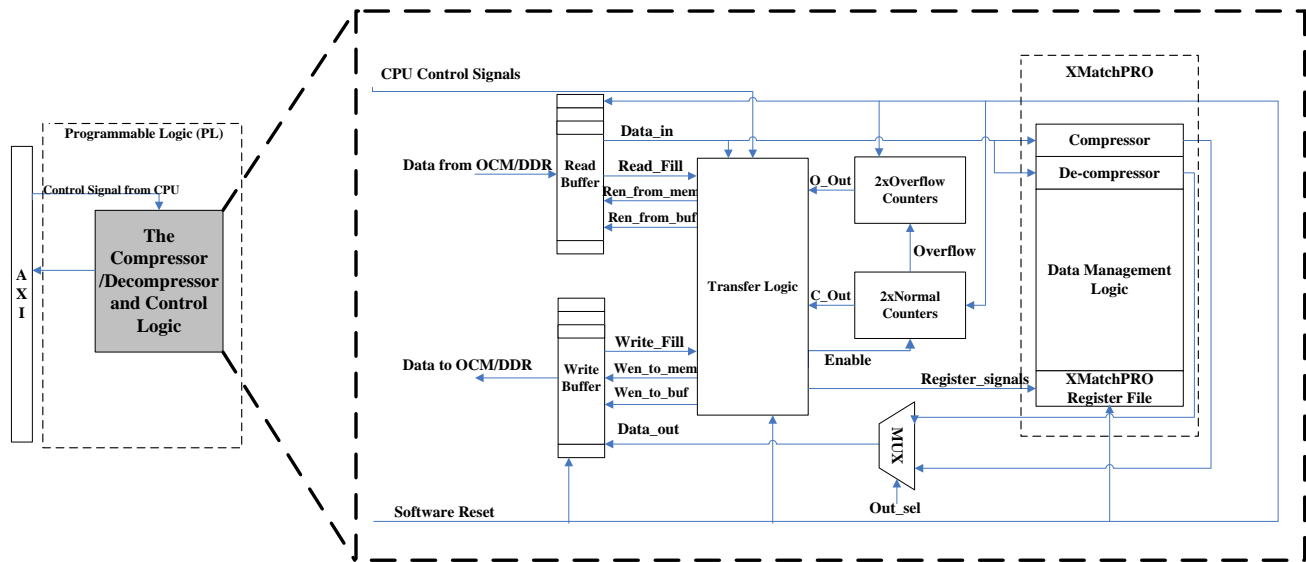 Programmable Logic (PL)
Control Signal from CPU
The
Compressor
/Decompressor
and Control
Logic
A
X
I
CPU Control Signals
Data from OCM/DDR
Read
Buffer
Data_in
Read_Fill
Ren_from_mem
Ren_from_buf
Transfer Logic
O_Out
2xOverflow
Counters
Overflow
C_Out
2xNormal
Counters
Enable
Register_signals
XMatchPRO
Compressor
De-compressor
Data Management
Logic
XMatchPRO
Register File
Data to OCM/DDR
Write
Buffer
Write_Fill
Wen_to_mem
Wen_to_buf
Data_out
MUX
Out_sel
Software Reset